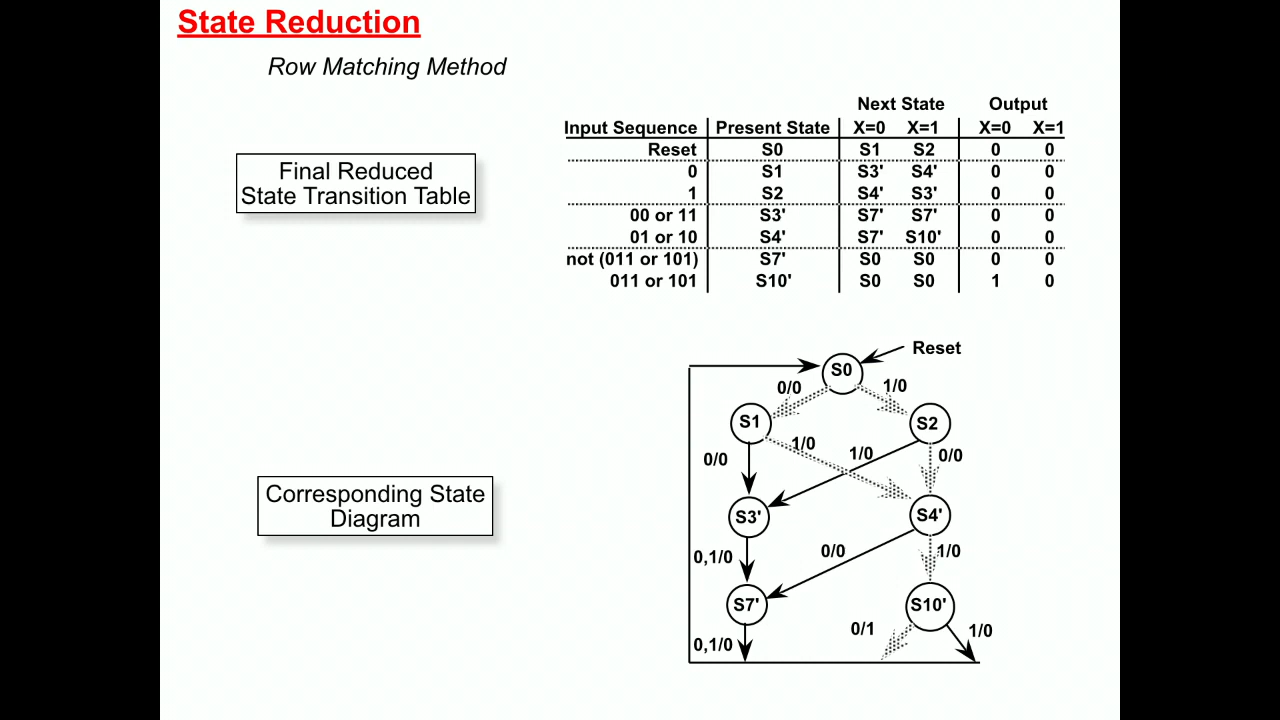 State Reduction
Row Matching Method
Final Reduced
State Transition Table
Next State Output
Input Sequence Present State X=0 X=1 X=0 X=1
Reset S0 S1 S2 0 0
0 S1 S3' S4' 0 0
1 S2 S4' S3' 0 0
00 or 11 S3' S7' S7' 0 0
01 or 10 S4' S7' S10' 0 0
not (011 or 101) S7' S0 S0 0 0
011 or 101 S10' S0 S0 1 0
Reset
S0
0/0 1/0
S1 S2
1/0
0/0 1/0 0/0
Corresponding State
Diagram
S3' S4'
0,1/0 0/0 1/0
S7' S10'
0/1 1/0
0,1/0